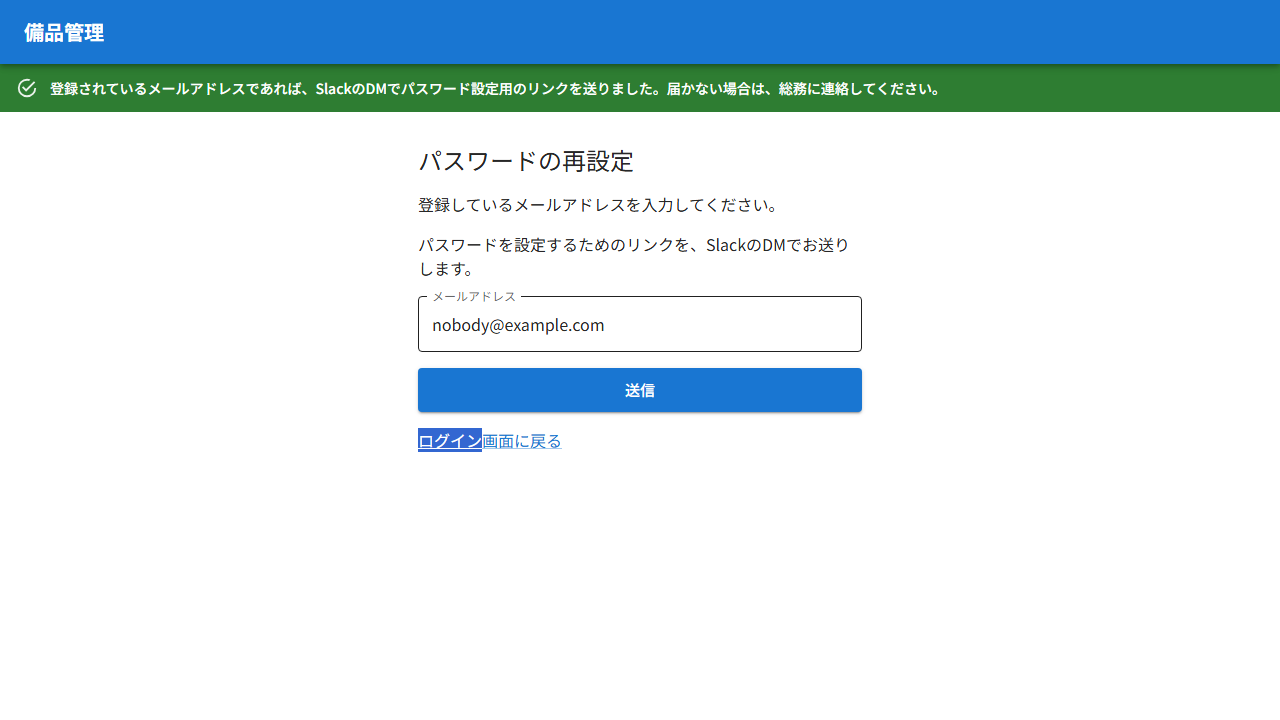 備品管理
登録されているメールアドレスであれば、SlackのDMでパスワード設定用のリンクを送りました。届かない場合は、総務に連絡してください。
パスワードの再設定
登録しているメールアドレスを入力してください。
パスワードを設定するためのリンクを、SlackのDMでお送り
します。
メールアドレス
nobody@example.com
送信
ログイン画面に戻る